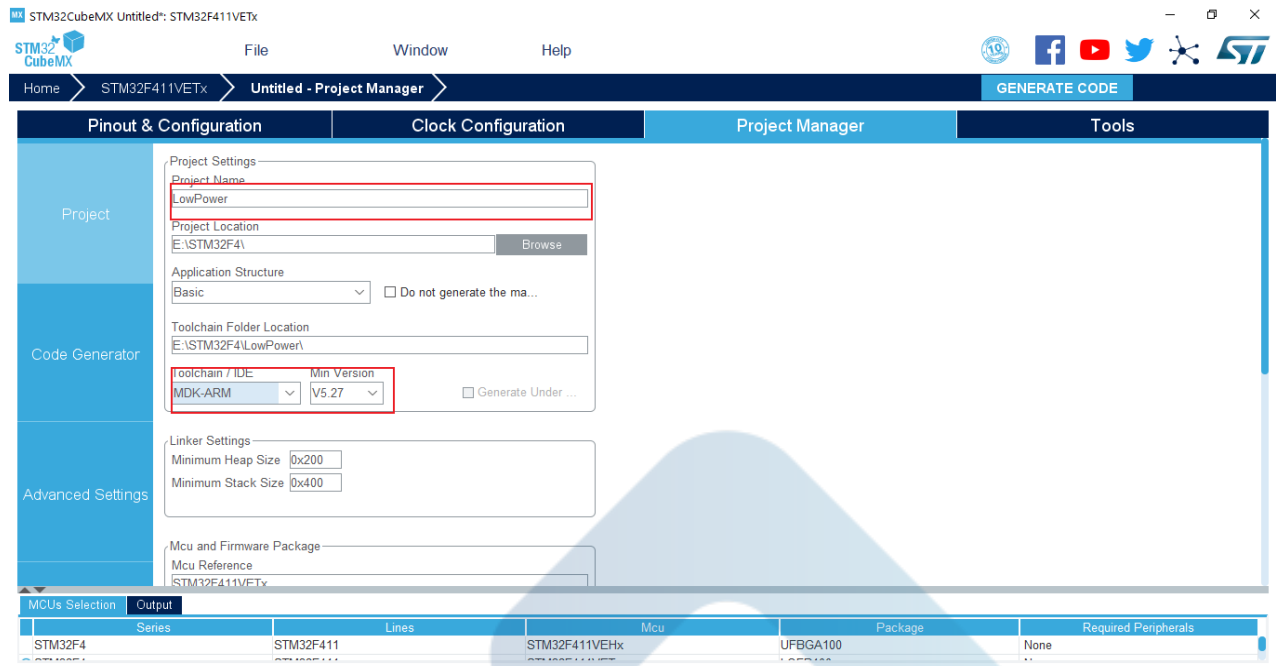 MX STM32CubeMX Untitled*: STM32F411VETx
STM32 CubeMX
File Window Help
10
ST
Home STM32F411VETx Untitled - Project Manager GENERATE CODE
Pinout & Configuration Clock Configuration Project Manager Tools
Project
Code Generator
Advanced Settings
Project Settings
Project Name
LowPower
Project Location
E:\STM32F4\ Browse
Application Structure
Basic Do not generate the ma...
Toolchain Folder Location
E:\STM32F4\LowPower\
Toolchain / IDE Min Version
MDK-ARM V5.27 Generate Under ...
Linker Settings
Minimum Heap Size 0x200
Minimum Stack Size 0x400
Mcu and Firmware Package
Mcu Reference
STM32F411VETx
MCUs Selection Output
Series Lines Mcu Package Required Peripherals
STM32F4 STM32F411 STM32F411VEHx UFBGA100 None